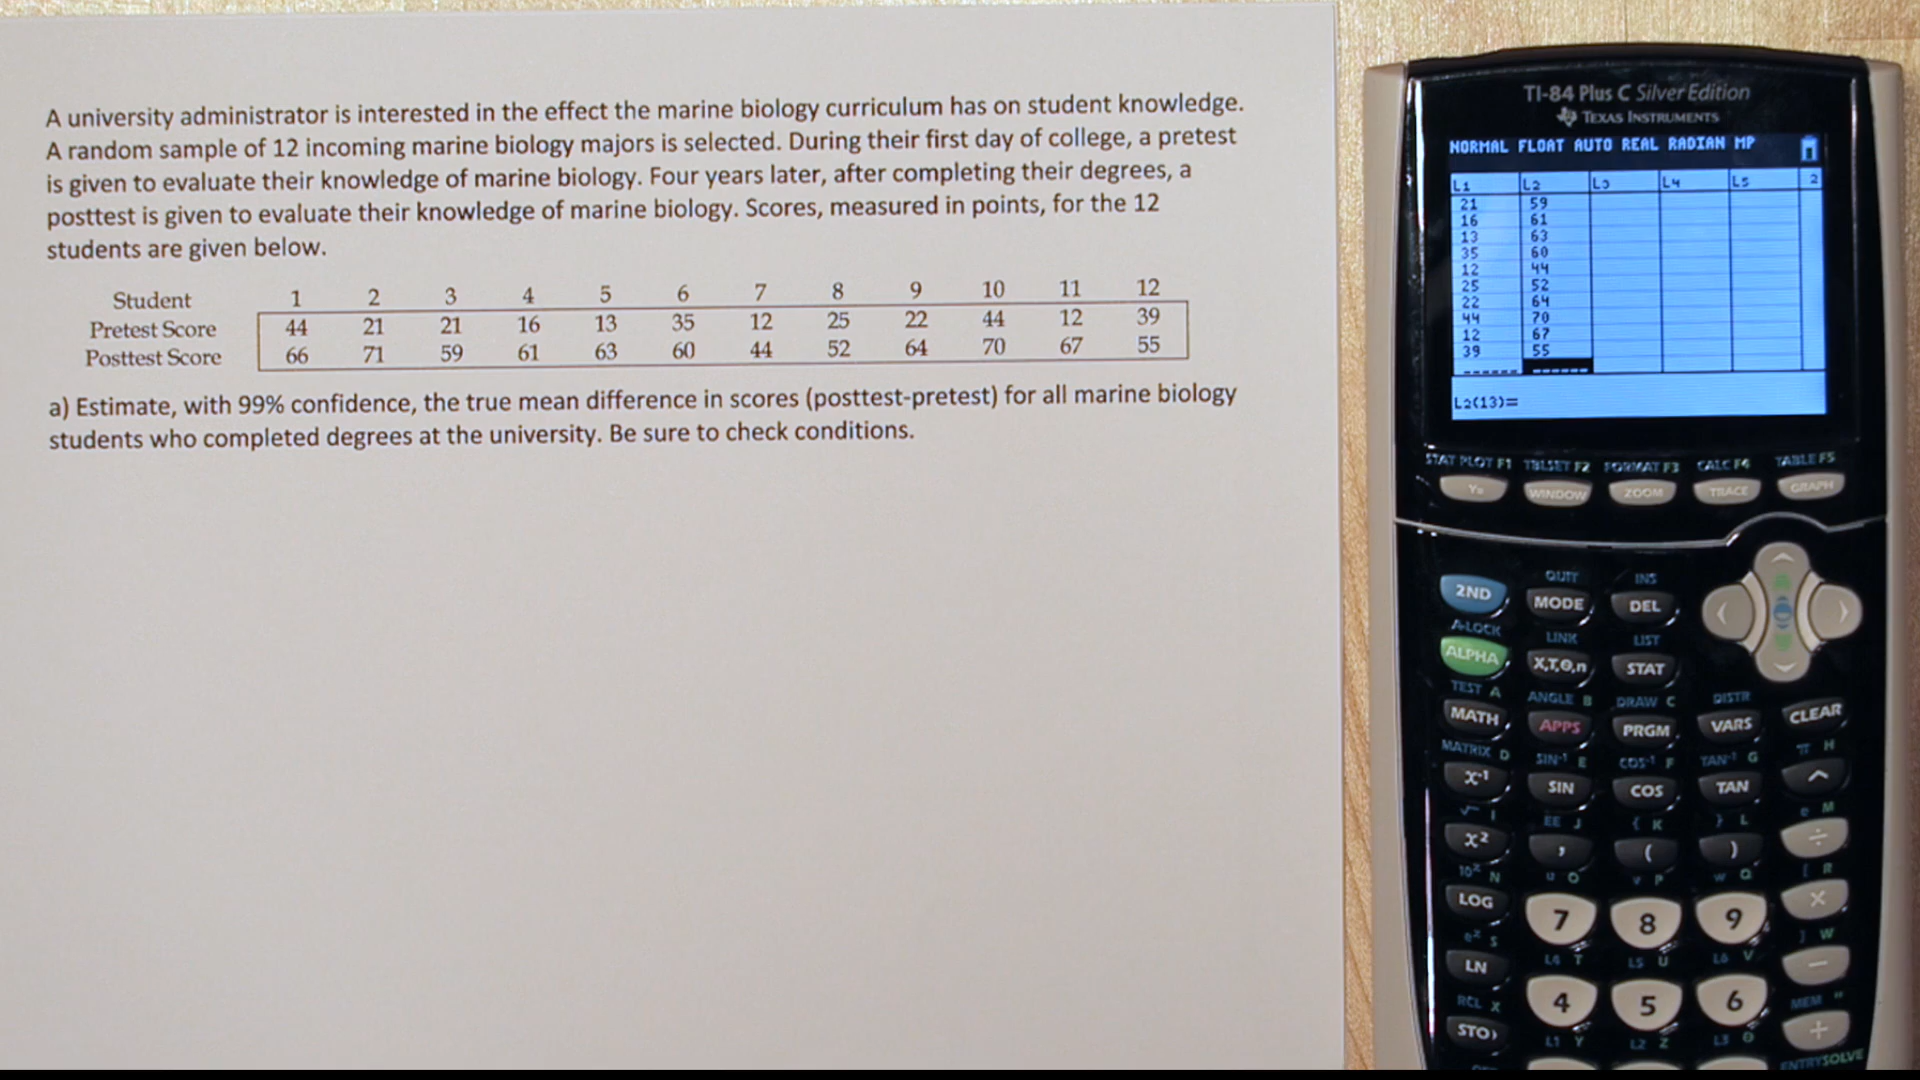 A university administrator is interested in the effect the marine biology curriculum has on student knowledge.
A random sample of 12 incoming marine biology majors is selected. During their first day of college, a pretest
is given to evaluate their knowledge of marine biology. Four years later, after completing their degrees, a
posttest is given to evaluate their knowledge of marine biology. Scores, measured in points, for the 12
students are given below.
Student 1 2 3 4 5 6 7 8 9 10 11 12
Pretest Score 44 21 21 16 13 35 12 25 22 44 12 39
Posttest Score 66 71 59 61 63 60 44 52 64 70 67 55
a) Estimate, with 99% confidence, the true mean difference in scores (posttest-pretest) for all marine biology
students who completed degrees at the university. Be sure to check conditions.
TI-84 Plus C Silver Edition
TEXAS INSTRUMENTS
NORMAL FLOAT AUTO REAL RADIAN MP
L1 L2 L3 L4 L5 2
21 59
16 61
13 63
35 60
12 44
25 52
22 64
44 70
12 67
39 55
L2(13)=
STAT PLOT F1 TBLSET F2 FORMAT F3 CALC F4 TABLE F5
Y= WINDOW ZOOM TRACE GRAPH
QUIT INS
2ND MODE DEL
A-LOCK LINK LIST
ALPHA X,T,Θ,n STAT
TEST A ANGLE B DRAW C DISTR
MATH APPS PRGM VARS CLEAR
MATRIX D SIN-1 E COS-1 F TAN-1 G π H
x-1 SIN COS TAN ^
√ I EE J { K } L e M
x2 , ( ) ÷
10x N u O v P w Q [ R
LOG 7 8 9 ×
ex S L4 T L5 U L6 V ] W
LN 4 5 6 −
RCL X L1 Y L2 Z L3 θ MEM "
STO› +
ENTRY SOLVE